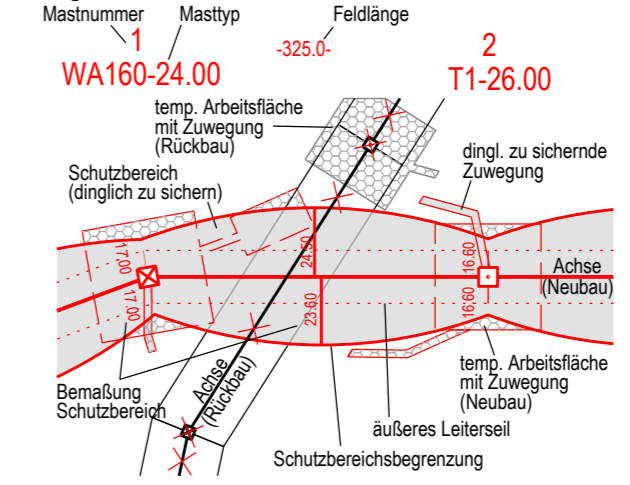 Mastnummer
Masttyp
Feldlänge
1
WA160-24.00
-325.0-
2
T1-26.00
temp. Arbeitsfläche
mit Zuwegung
(Rückbau)
dingl. zu sichernde
Zuwegung
Schutzbereich
(dinglich zu sichern)
17.00
24.50
16.60
Achse
(Neubau)
17.00
23.60
16.60
Achse
(Rückbau)
temp. Arbeitsfläche
mit Zuwegung
(Neubau)
Bemaßung
Schutzbereich
äußeres Leiterseil
Schutzbereichsbegrenzung